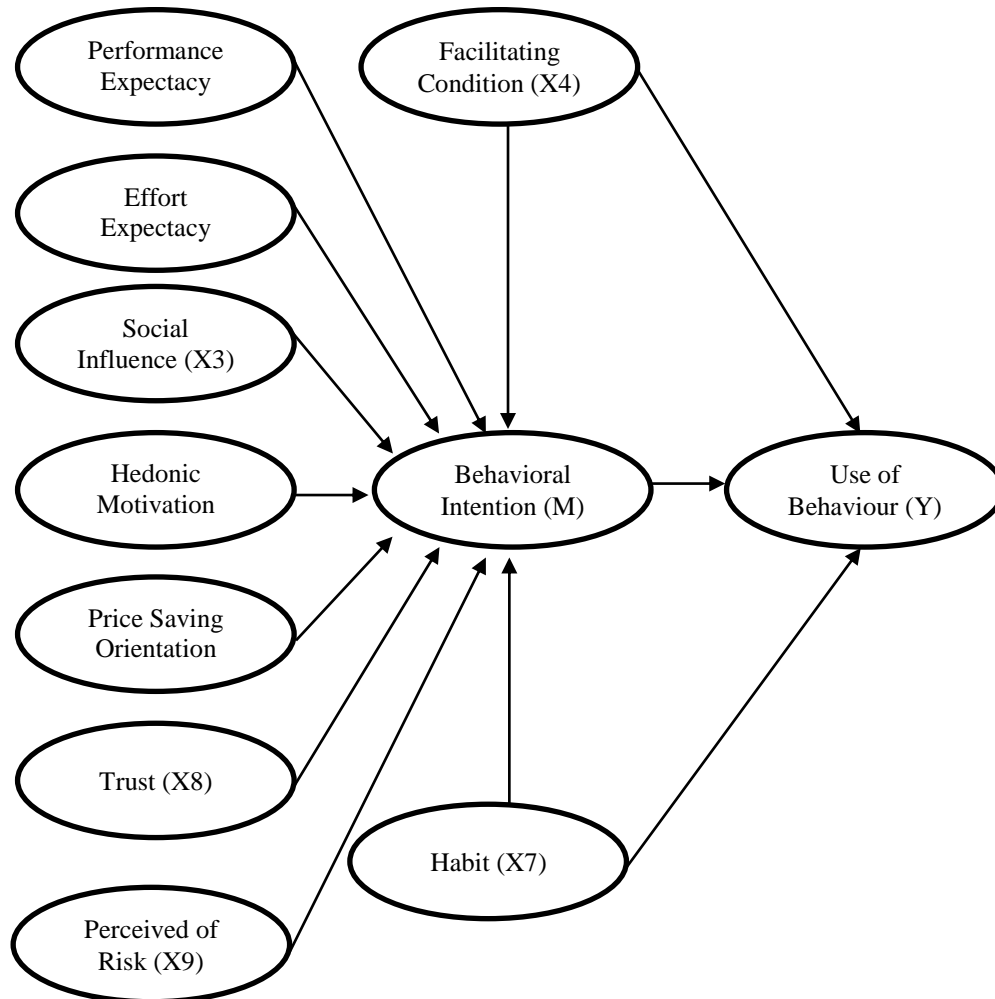 Performance
Expectacy
Facilitating
Condition (X4)
Effort
Expectacy
Social
Influence (X3)
Hedonic
Motivation
Behavioral
Intention (M)
Use of
Behaviour (Y)
Price Saving
Orientation
Trust (X8)
Habit (X7)
Perceived of
Risk (X9)